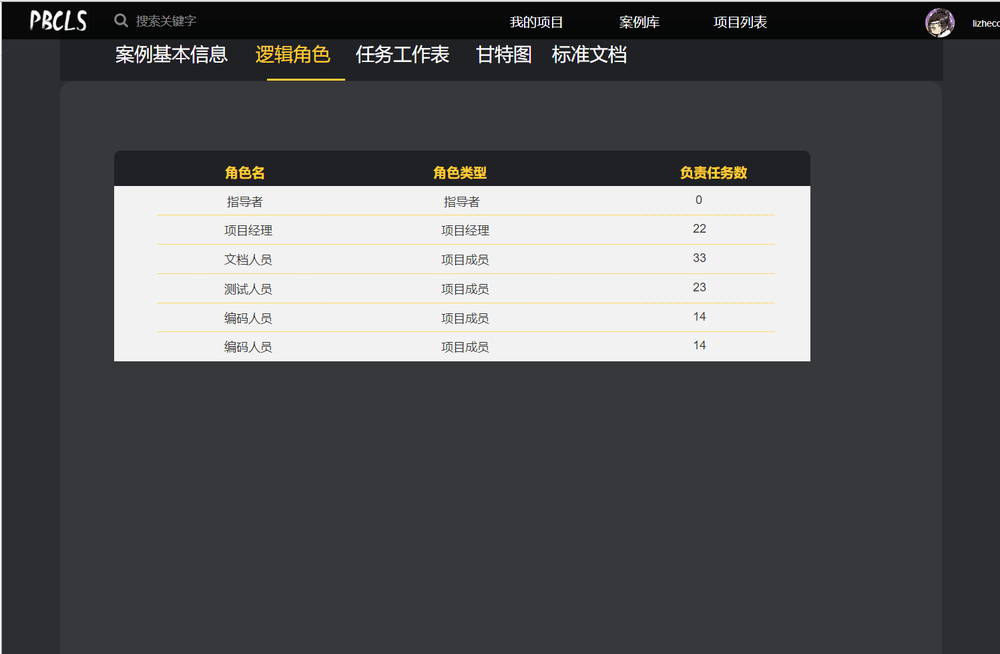 PBCLS 搜索关键字 我的项目 案例库 项目列表 lizhec
案例基本信息 逻辑角色 任务工作表 甘特图 标准文档
角色名 角色类型 负责任务数
指导者 指导者 0
项目经理 项目经理 22
文档人员 项目成员 33
测试人员 项目成员 23
编码人员 项目成员 14
编码人员 项目成员 14